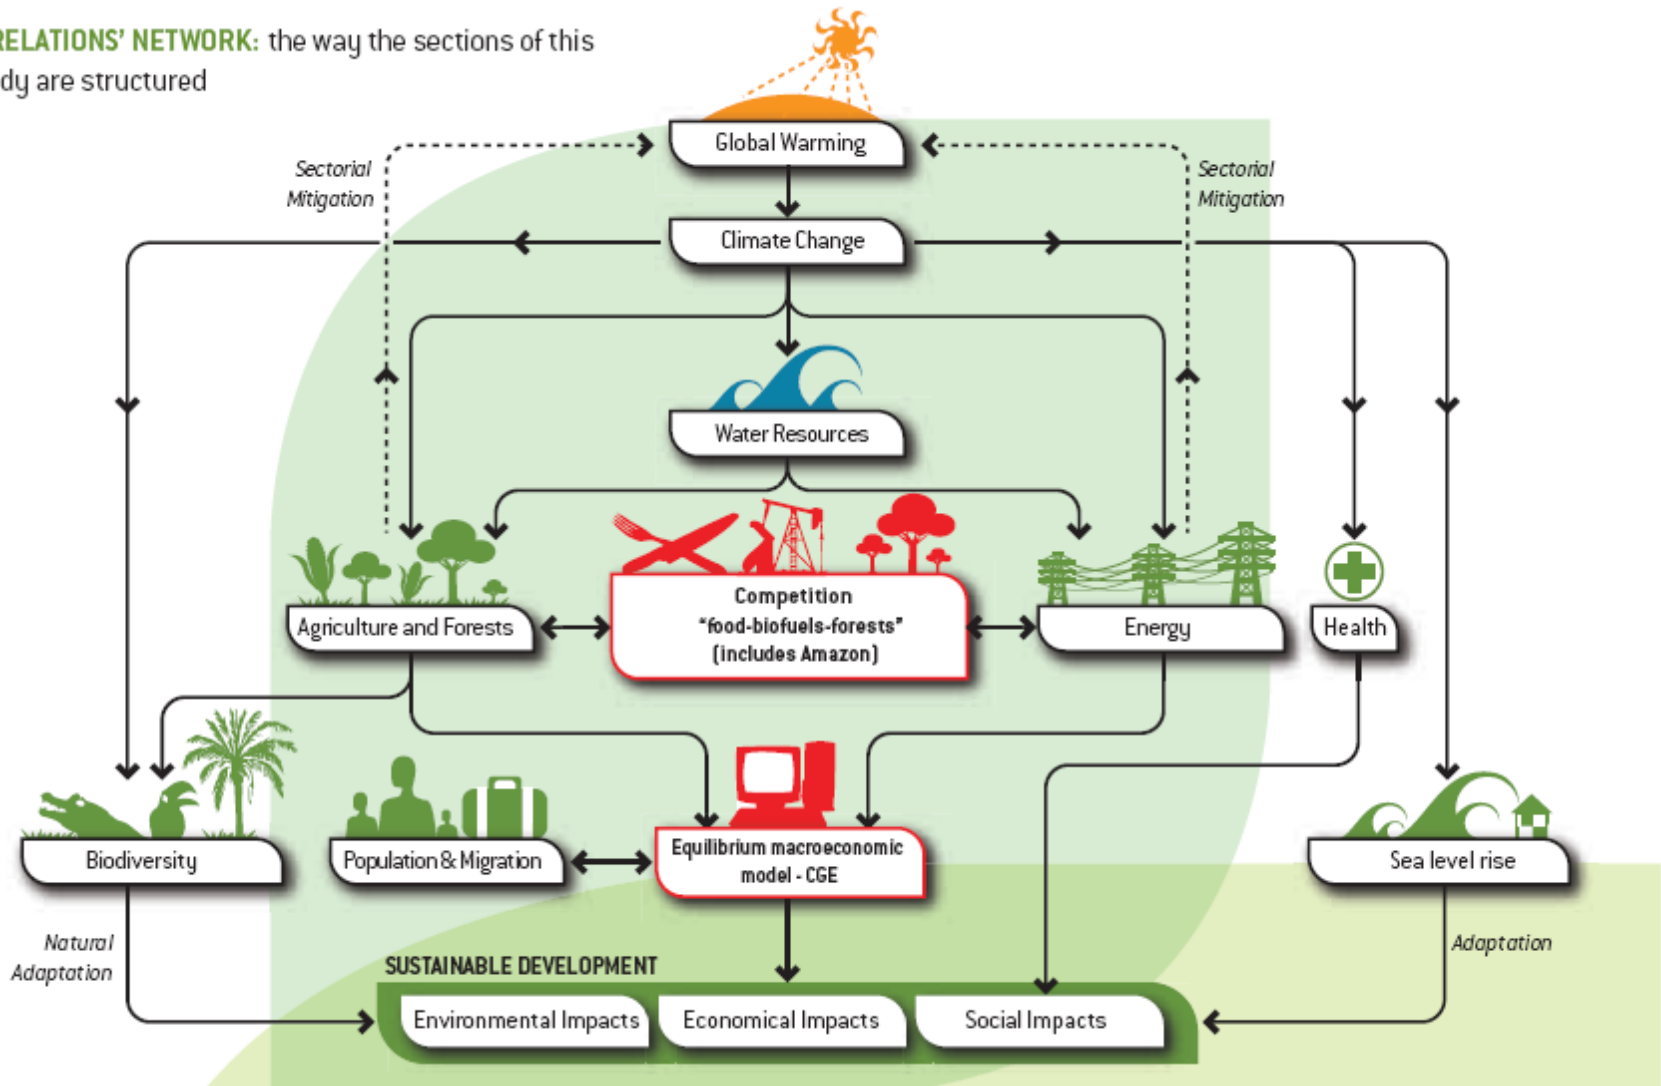 RELATIONS' NETWORK: the way the sections of this
dy are structured
Global Warming
Sectorial
Mitigation
Sectorial
Mitigation
Climate Change
Water Resources
Competition
"food-biofuels-forests"
(includes Amazon)
Agriculture and Forests
Energy
Health
Biodiversity
Population & Migration
Equilibrium macroeconomic
model - CGE
Sea level rise
Natural
Adaptation
Adaptation
SUSTAINABLE DEVELOPMENT
Environmental Impacts
Economical Impacts
Social Impacts